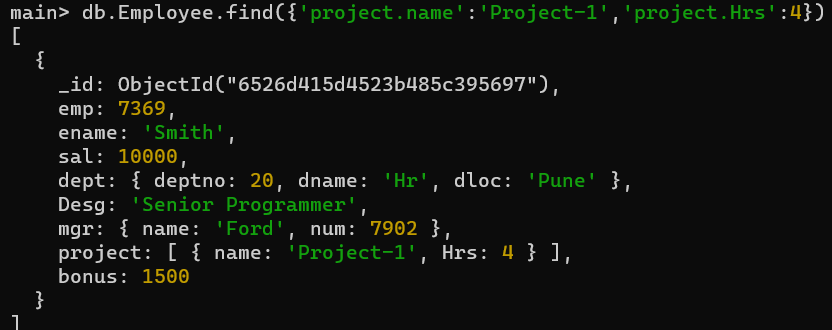 main> db.Employee.find({'project.name':'Project-1','project.Hrs':4})
[
  {
    _id: ObjectId("6526d415d4523b485c395697"),
    emp: 7369,
    ename: 'Smith',
    sal: 10000,
    dept: { deptno: 20, dname: 'Hr', dloc: 'Pune' },
    Desg: 'Senior Programmer',
    mgr: { name: 'Ford', num: 7902 },
    project: [ { name: 'Project-1', Hrs: 4 } ],
    bonus: 1500
  }
]